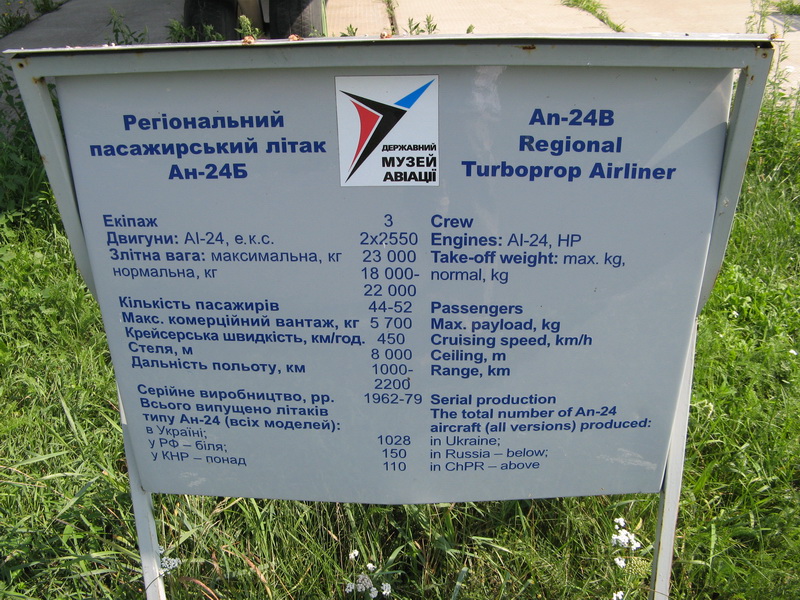 Регіональний
пасажирський літак
Ан-24Б
ДЕРЖАВНИЙ
МУЗЕЙ
АВІАЦІЇ
An-24B
Regional
Turboprop Airliner
Екіпаж 3 Crew
Двигуни: АІ-24, е.к.с. 2x2550 Engines: AI-24, HP
Злітна вага: максимальна, кг 23 000 Take-off weight: max. kg,
нормальна, кг 18 000- normal, kg
22 000
Кількість пасажирів 44-52 Passengers
Макс. комерційний вантаж, кг 5 700 Max. payload, kg
Крейсерська швидкість, км/год. 450 Cruising speed, km/h
Стеля, м 8 000 Ceiling, m
Дальність польоту, км 1000- Range, km
2200
Серійне виробництво, рр. 1962-79 Serial production
Всього випущено літаків The total number of An-24
типу Ан-24 (всіх моделей): aircraft (all versions) produced:
в Україні; 1028 in Ukraine;
у РФ – біля; 150 in Russia – below;
у КНР – понад 110 in ChPR – above